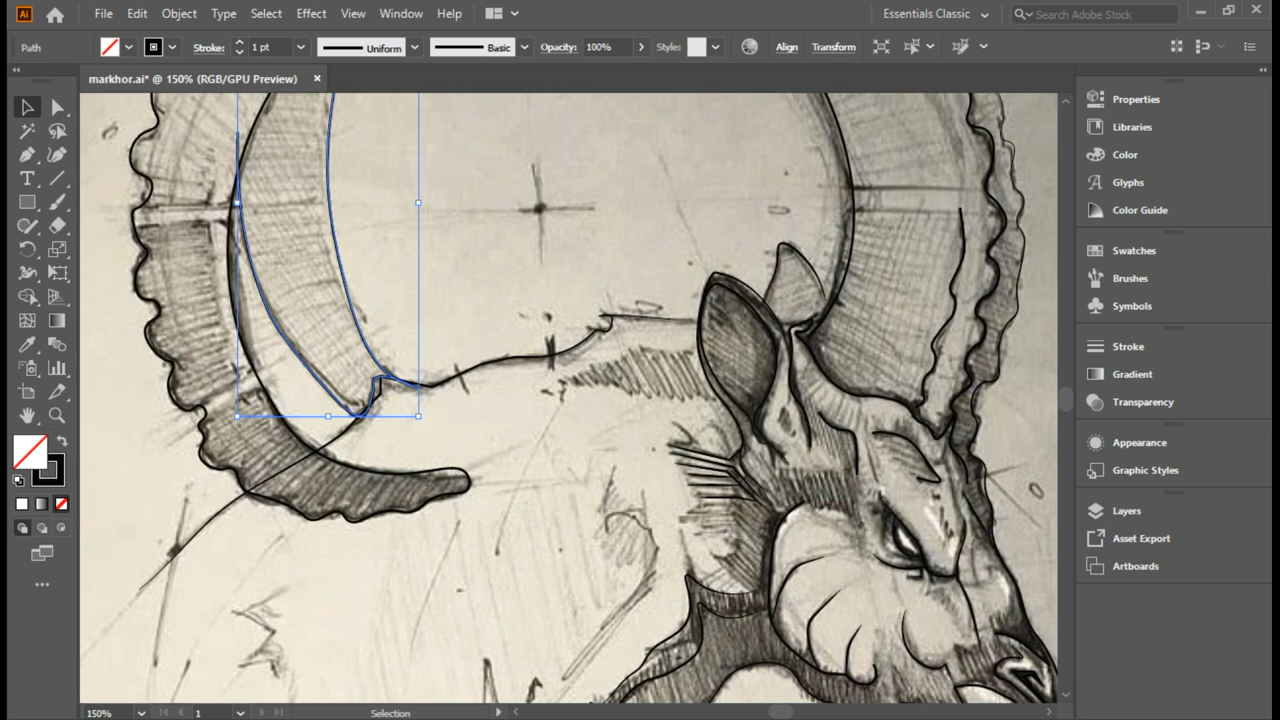 Ai File Edit Object Type Select Effect View Window Help Essentials Classic Search Adobe Stock
Path Stroke: 1 pt Uniform Basic Opacity: 100% Style: Align Transform
markhor.ai* @ 150% (RGB/GPU Preview)
Properties
Libraries
Color
Glyphs
Color Guide
Swatches
Brushes
Symbols
Stroke
Gradient
Transparency
Appearance
Graphic Styles
Layers
Asset Export
Artboards
150% 1 Selection